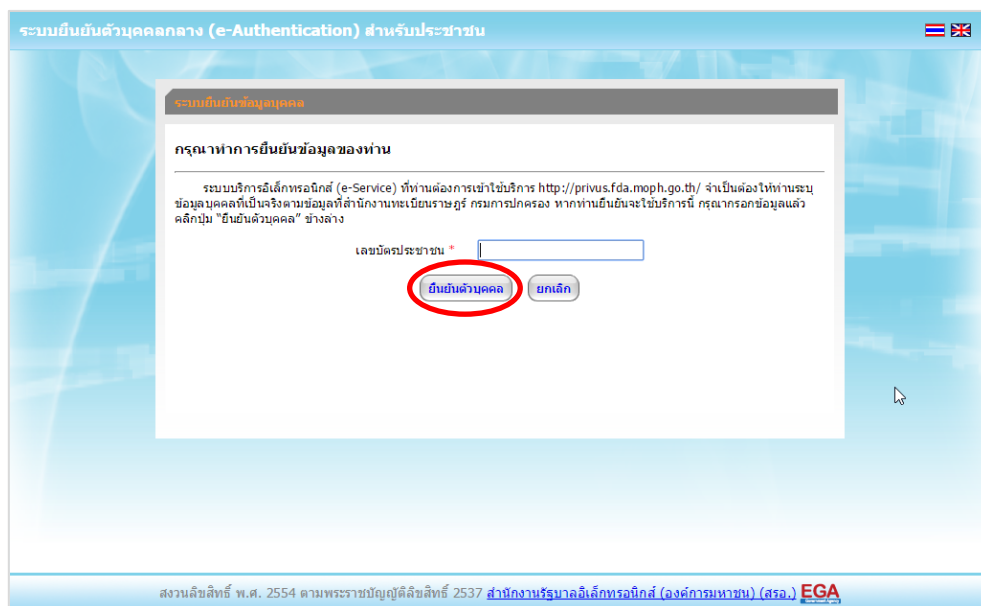 ระบบยืนยันตัวบุคคลกลาง (e-Authentication) สำหรับประชาชน
ระบบยืนยันข้อมูลบุคคล
กรุณาทำการยืนยันข้อมูลของท่าน
ระบบบริการอิเล็กทรอนิกส์ (e-Service) ที่ท่านต้องการเข้าใช้บริการ http://privus.fda.moph.go.th/ จำเป็นต้องให้ท่านระบุ
ข้อมูลบุคคลที่เป็นจริงตามข้อมูลที่สำนักงานทะเบียนราษฎร์ กรมการปกครอง หากท่านยืนยันจะใช้บริการนี้ กรุณากรอกข้อมูลแล้ว
คลิกปุ่ม "ยืนยันตัวบุคคล" ข้างล่าง
เลขบัตรประชาชน *
ยืนยันตัวบุคคล ยกเลิก
สงวนลิขสิทธิ์ พ.ศ. 2554 ตามพระราชบัญญัติลิขสิทธิ์ 2537 สำนักงานรัฐบาลอิเล็กทรอนิกส์ (องค์การมหาชน) (สรอ.) EGA